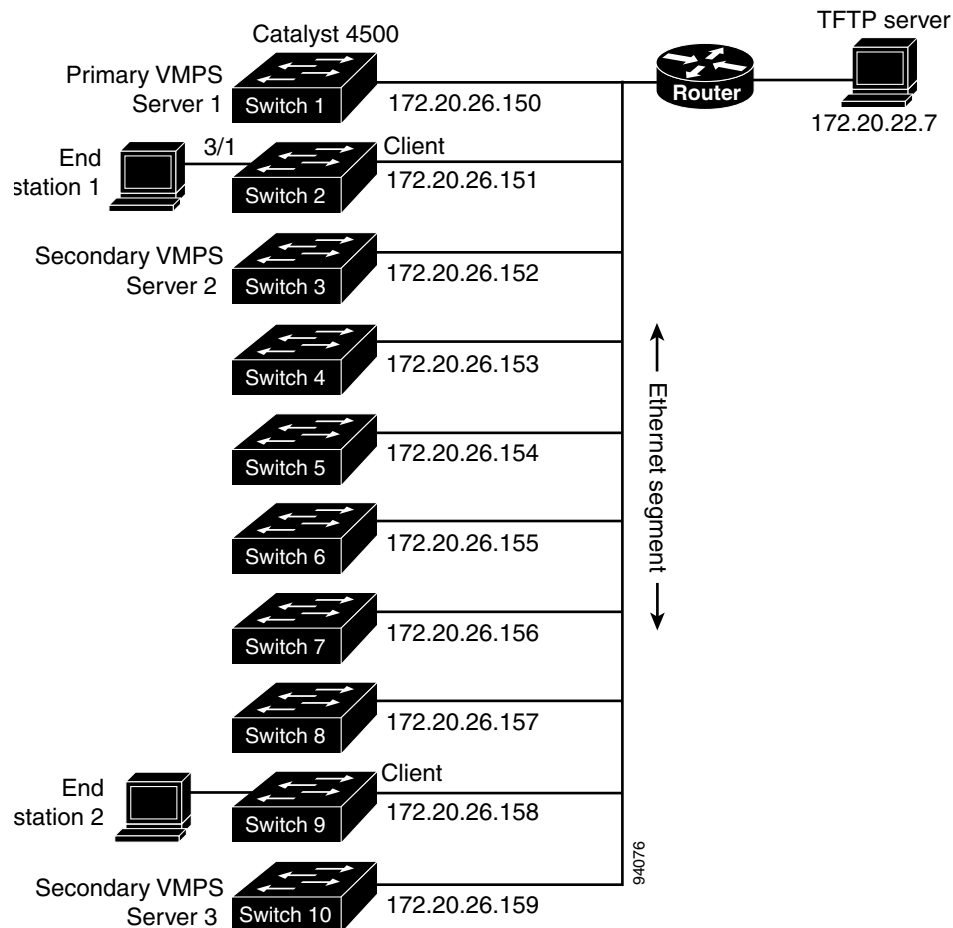 Catalyst 4500
TFTP server
Primary VMPS
Server 1
Switch 1
172.20.26.150
Router
172.20.22.7
End
station 1
3/1
Client
Switch 2
172.20.26.151
Secondary VMPS
Server 2
Switch 3
172.20.26.152
Switch 4
172.20.26.153
Ethernet segment
Switch 5
172.20.26.154
Switch 6
172.20.26.155
Switch 7
172.20.26.156
Switch 8
172.20.26.157
End
station 2
Client
Switch 9
172.20.26.158
94076
Secondary VMPS
Server 3
Switch 10
172.20.26.159